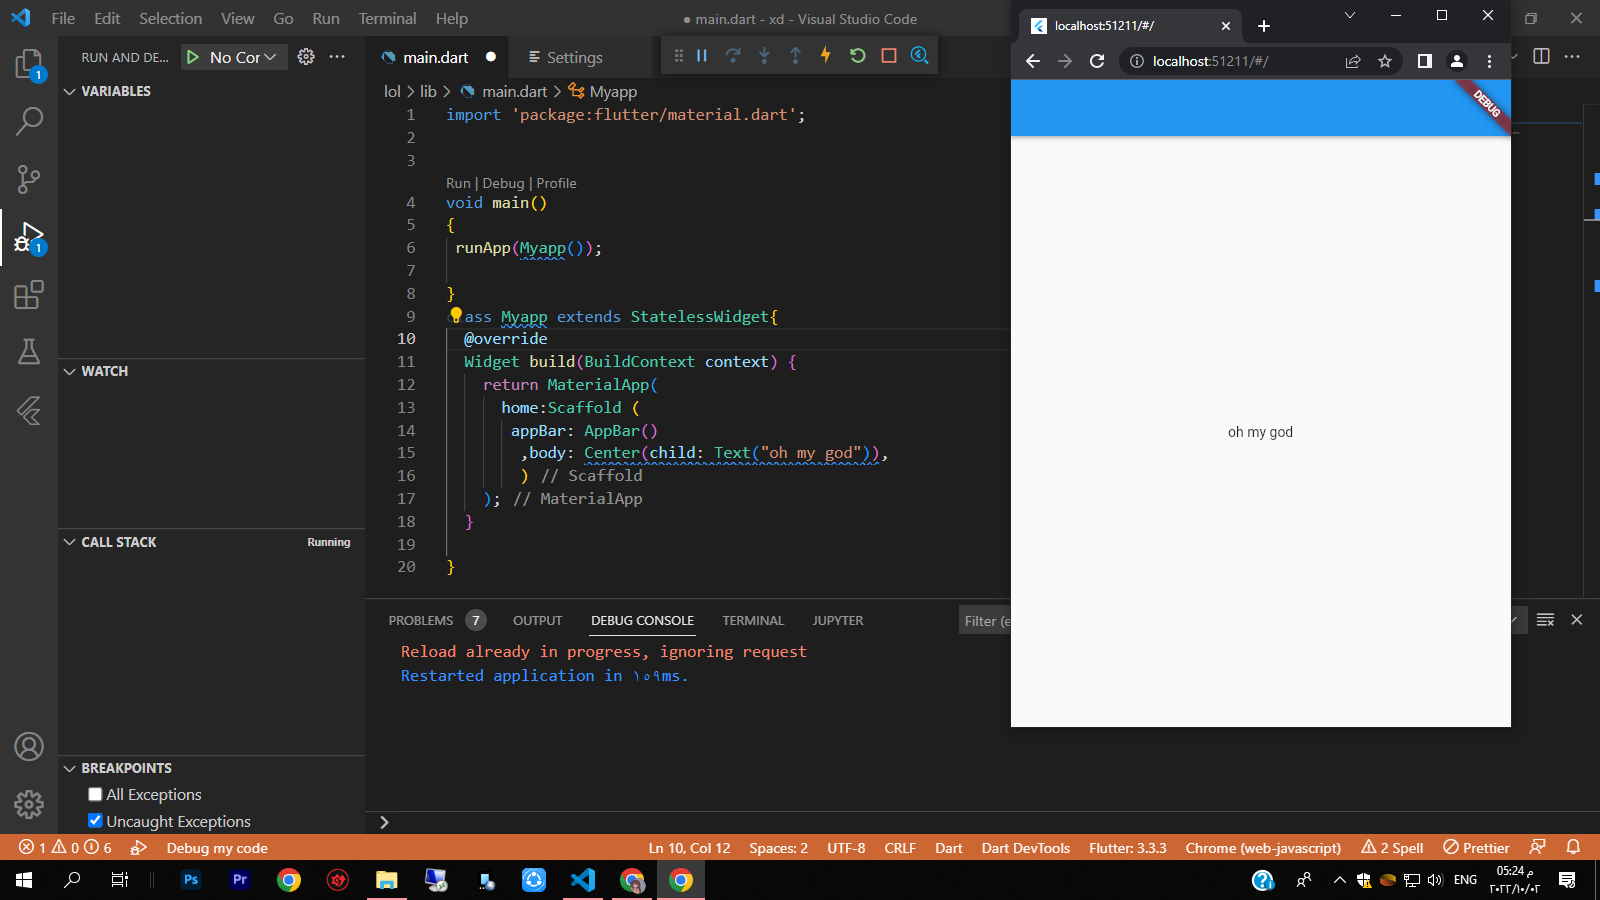 File Edit Selection View Go Run Terminal Help
● main.dart - xd - Visual Studio Code
RUN AND DE... No Cor
main.dart
Settings
lol > lib > main.dart > Myapp
VARIABLES
WATCH
CALL STACK
Running
BREAKPOINTS
All Exceptions
Uncaught Exceptions
1 import 'package:flutter/material.dart';
2
3
Run | Debug | Profile
4 void main()
5 {
6 runApp(Myapp());
7
8 }
9 ass Myapp extends StatelessWidget{
10 @override
11 Widget build(BuildContext context) {
12 return MaterialApp(
13 home:Scaffold (
14 appBar: AppBar()
15 ,body: Center(child: Text("oh my god")),
16 ) // Scaffold
17 ); // MaterialApp
18 }
19
20 }
PROBLEMS 7 OUTPUT DEBUG CONSOLE TERMINAL JUPYTER
Filter (e
Reload already in progress, ignoring request
Restarted application in ١٥٩ms.
localhost:51211/#/
localhost:51211/#/
DEBUG
oh my god
1 0 6 Debug my code
Ln 10, Col 12 Spaces: 2 UTF-8 CRLF Dart Dart DevTools Flutter: 3.3.3 Chrome (web-javascript) 2 Spell Prettier
Ps Pr
ENG
05:24 م
٢٠٢٢/١٠/٠٢
1
1